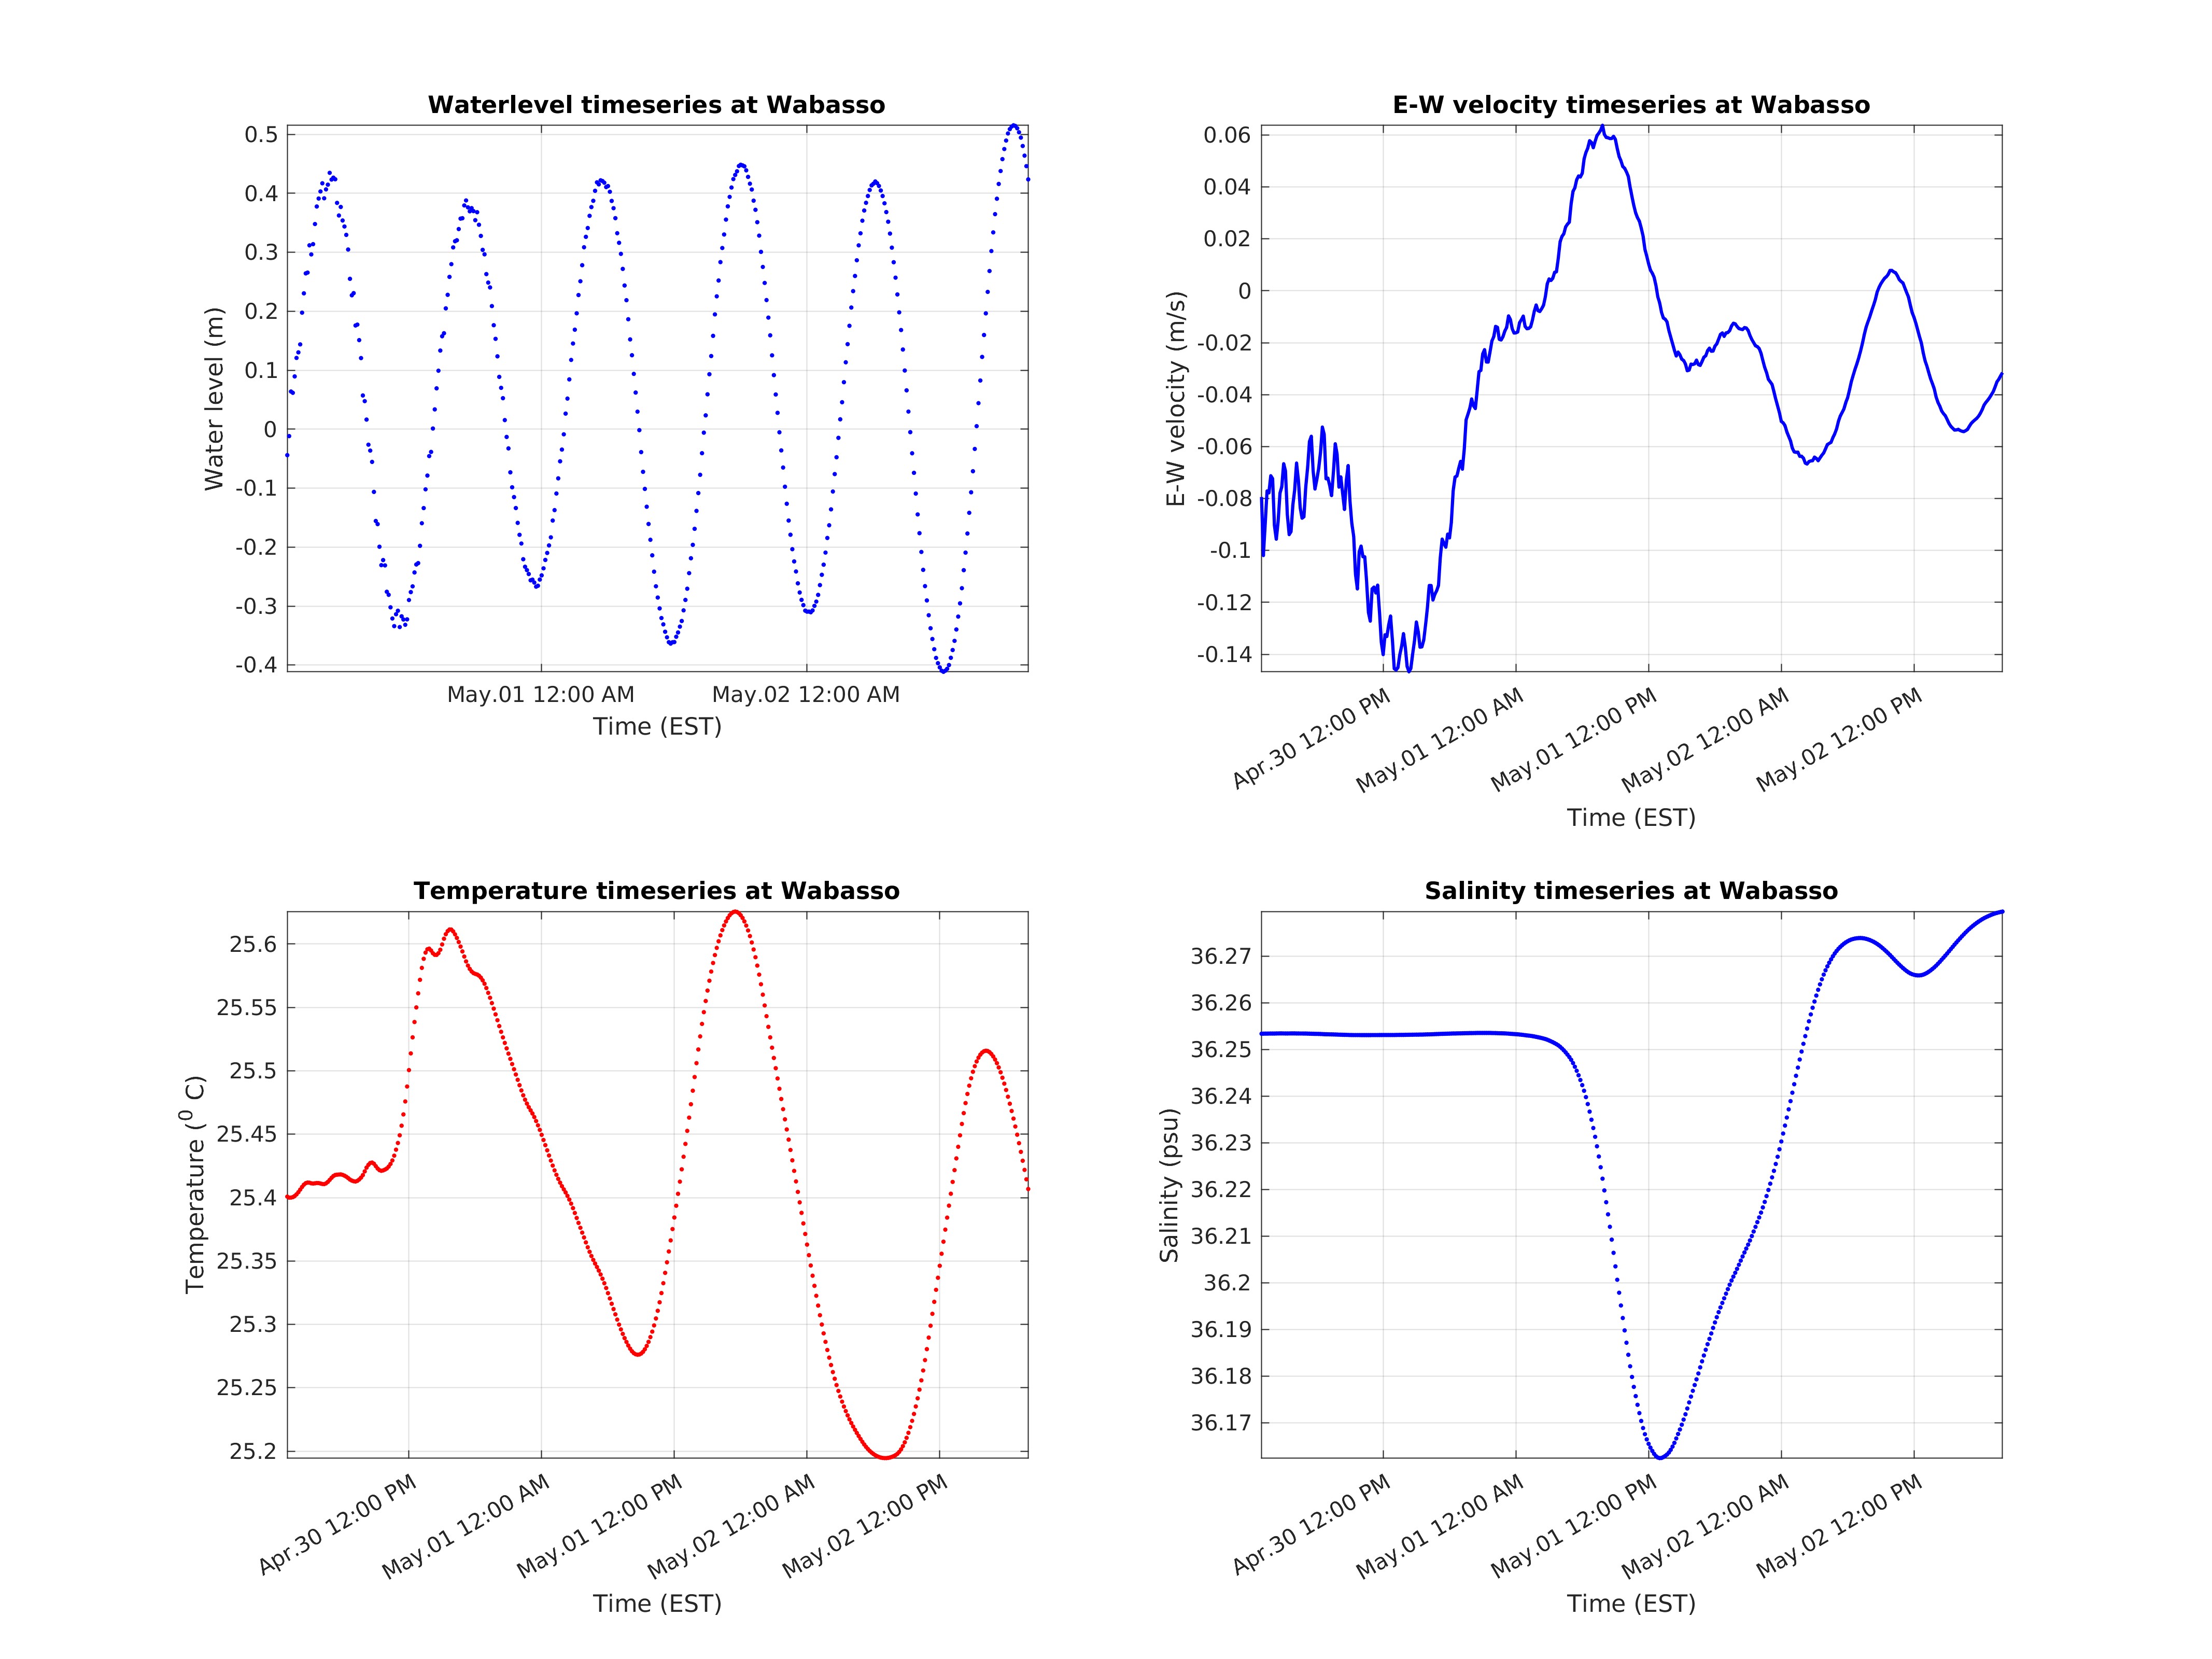 Waterlevel timeseries at Wabasso
0.5
0.4
0.3
0.2
0.1
0
-0.1
-0.2
-0.3
-0.4
Water level (m)
May.01 12:00 AM
May.02 12:00 AM
Time (EST)
E-W velocity timeseries at Wabasso
0.06
0.04
0.02
0
-0.02
-0.04
-0.06
-0.08
-0.1
-0.12
-0.14
E-W velocity (m/s)
Apr.30 12:00 PM
May.01 12:00 AM
May.01 12:00 PM
May.02 12:00 AM
May.02 12:00 PM
Time (EST)
Temperature timeseries at Wabasso
25.6
25.55
25.5
25.45
25.4
25.35
25.3
25.25
25.2
Temperature (⁰ C)
Apr.30 12:00 PM
May.01 12:00 AM
May.01 12:00 PM
May.02 12:00 AM
May.02 12:00 PM
Time (EST)
Salinity timeseries at Wabasso
36.27
36.26
36.25
36.24
36.23
36.22
36.21
36.2
36.19
36.18
36.17
Salinity (psu)
Apr.30 12:00 PM
May.01 12:00 AM
May.01 12:00 PM
May.02 12:00 AM
May.02 12:00 PM
Time (EST)